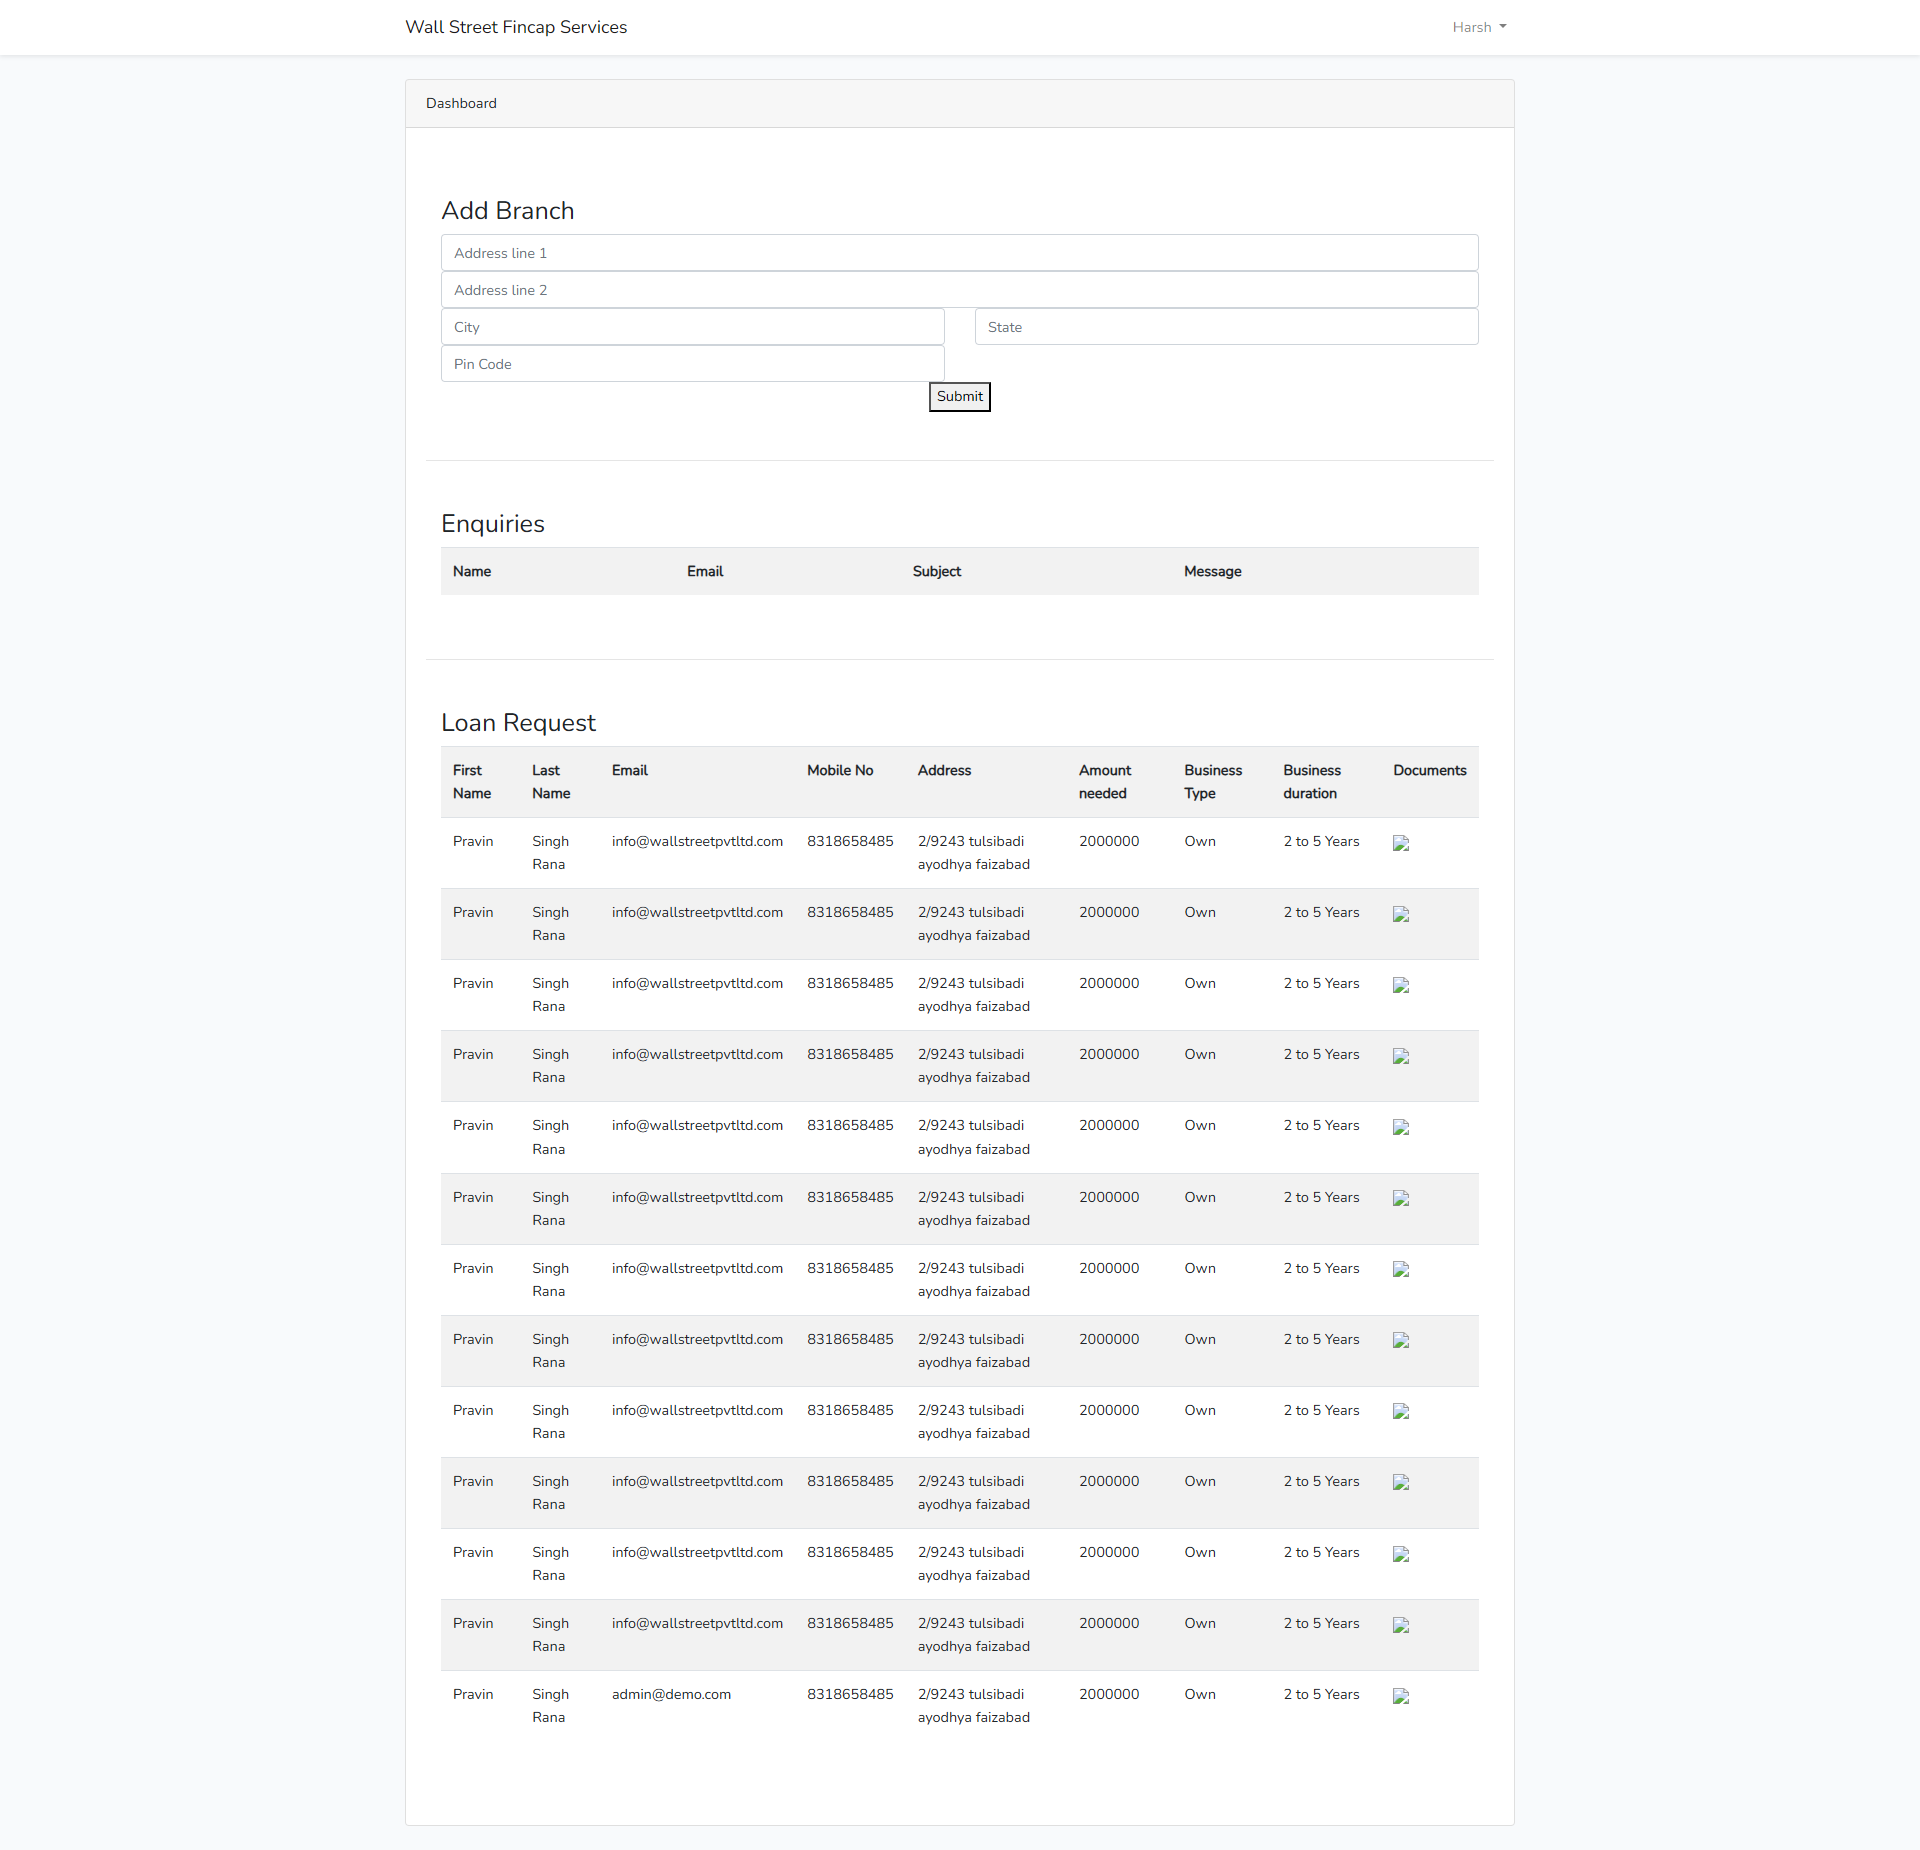 Wall Street Fincap Services
Harsh
Dashboard
Add Branch
Address line 1
Address line 2
City State
Pin Code
Submit
Enquiries
Name Email Subject Message
Loan Request
First Last Email Mobile No Address Amount Business Business Documents
Name Name needed Type duration
Pravin Singh info@wallstreetpvtltd.com 8318658485 2/9243 tulsibadi 2000000 Own 2 to 5 Years
Rana ayodhya faizabad
Pravin Singh info@wallstreetpvtltd.com 8318658485 2/9243 tulsibadi 2000000 Own 2 to 5 Years
Rana ayodhya faizabad
Pravin Singh info@wallstreetpvtltd.com 8318658485 2/9243 tulsibadi 2000000 Own 2 to 5 Years
Rana ayodhya faizabad
Pravin Singh info@wallstreetpvtltd.com 8318658485 2/9243 tulsibadi 2000000 Own 2 to 5 Years
Rana ayodhya faizabad
Pravin Singh info@wallstreetpvtltd.com 8318658485 2/9243 tulsibadi 2000000 Own 2 to 5 Years
Rana ayodhya faizabad
Pravin Singh info@wallstreetpvtltd.com 8318658485 2/9243 tulsibadi 2000000 Own 2 to 5 Years
Rana ayodhya faizabad
Pravin Singh info@wallstreetpvtltd.com 8318658485 2/9243 tulsibadi 2000000 Own 2 to 5 Years
Rana ayodhya faizabad
Pravin Singh info@wallstreetpvtltd.com 8318658485 2/9243 tulsibadi 2000000 Own 2 to 5 Years
Rana ayodhya faizabad
Pravin Singh info@wallstreetpvtltd.com 8318658485 2/9243 tulsibadi 2000000 Own 2 to 5 Years
Rana ayodhya faizabad
Pravin Singh info@wallstreetpvtltd.com 8318658485 2/9243 tulsibadi 2000000 Own 2 to 5 Years
Rana ayodhya faizabad
Pravin Singh info@wallstreetpvtltd.com 8318658485 2/9243 tulsibadi 2000000 Own 2 to 5 Years
Rana ayodhya faizabad
Pravin Singh info@wallstreetpvtltd.com 8318658485 2/9243 tulsibadi 2000000 Own 2 to 5 Years
Rana ayodhya faizabad
Pravin Singh admin@demo.com 8318658485 2/9243 tulsibadi 2000000 Own 2 to 5 Years
Rana ayodhya faizabad